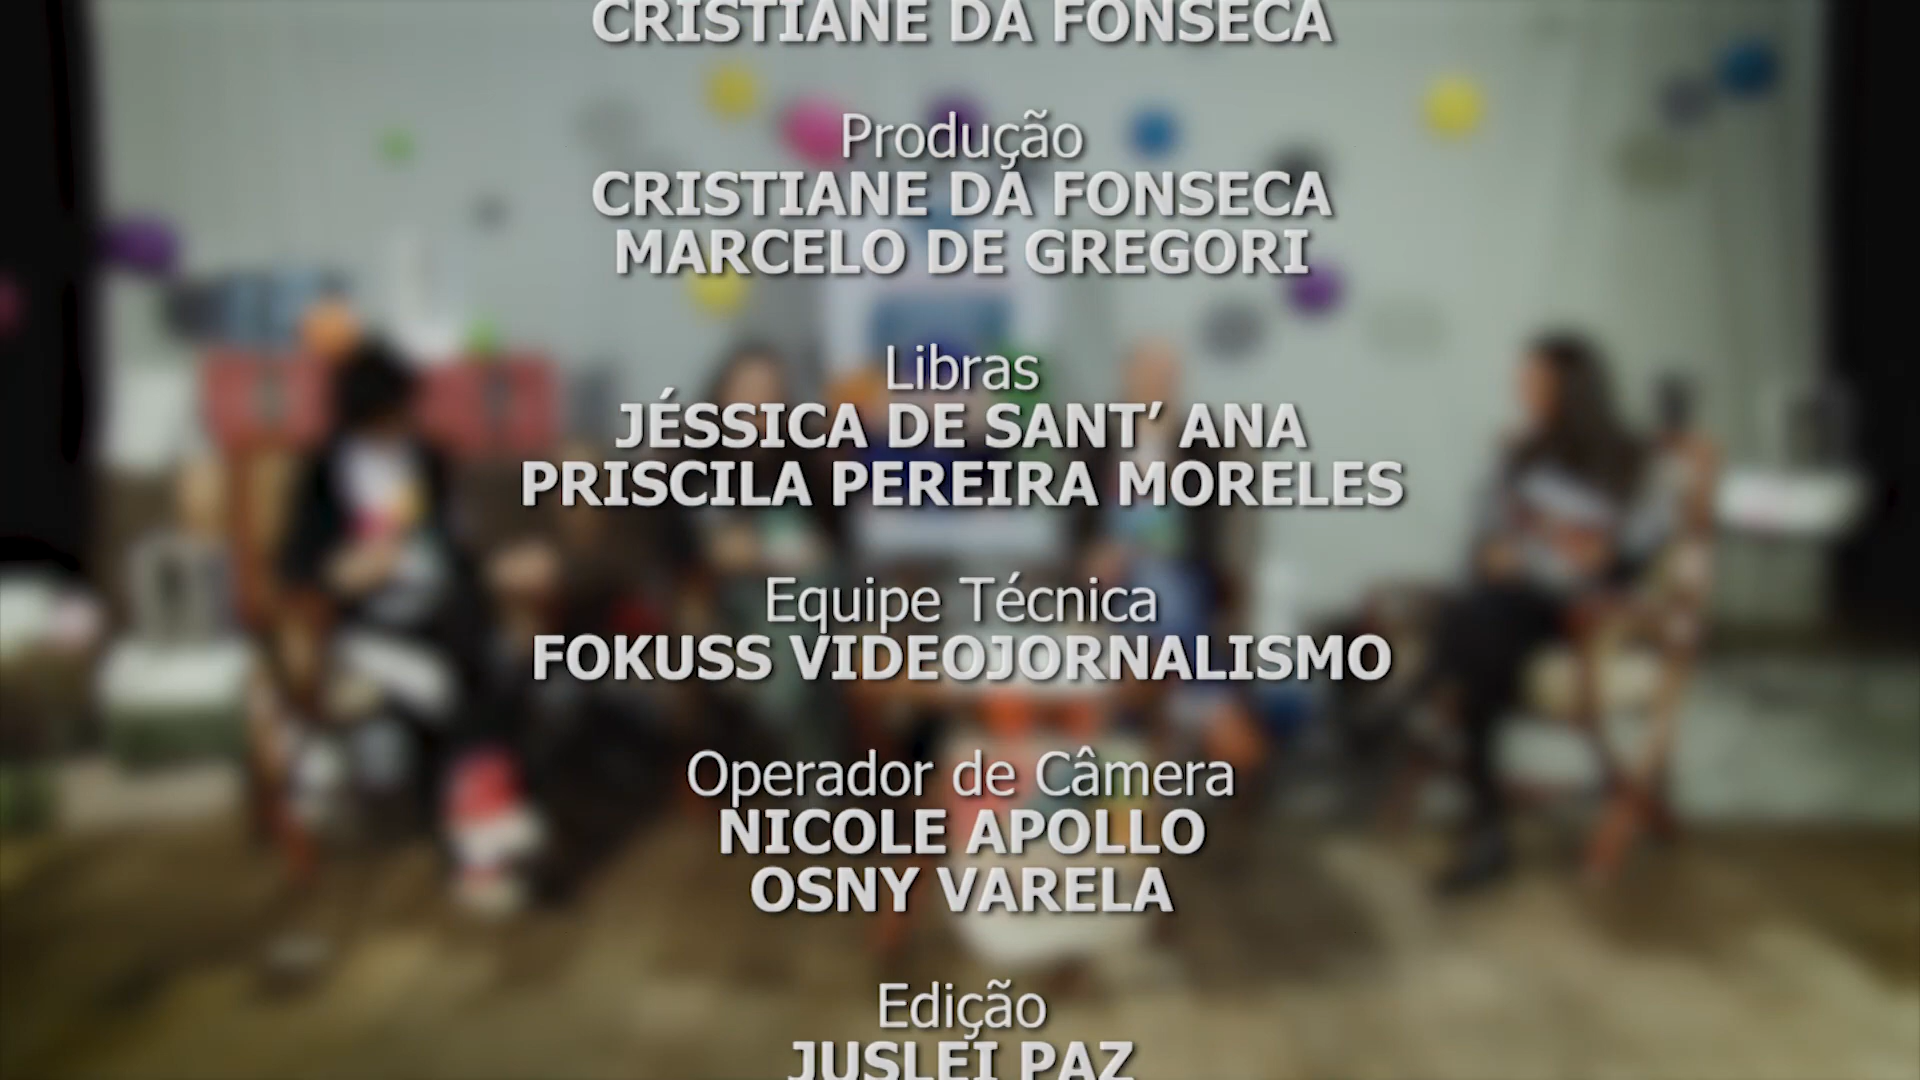 CRISTIANE DA FONSECA
Produção
CRISTIANE DA FONSECA
MARCELO DE GREGORI
Libras
JÉSSICA DE SANT’ ANA
PRISCILA PEREIRA MORELES
Equipe Técnica
FOKUSS VIDEOJORNALISMO
Operador de Câmera
NICOLE APOLLO
OSNY VARELA
Edição
JUSLEI PAZ